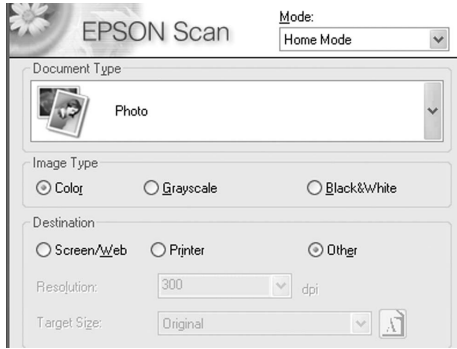 EPSON Scan
Mode:
Home Mode
Document Type
Photo
Image Type
Color Grayscale Black&White
Destination
Screen/Web Printer Other
Resolution: 300 dpi
Target Size: Original
A